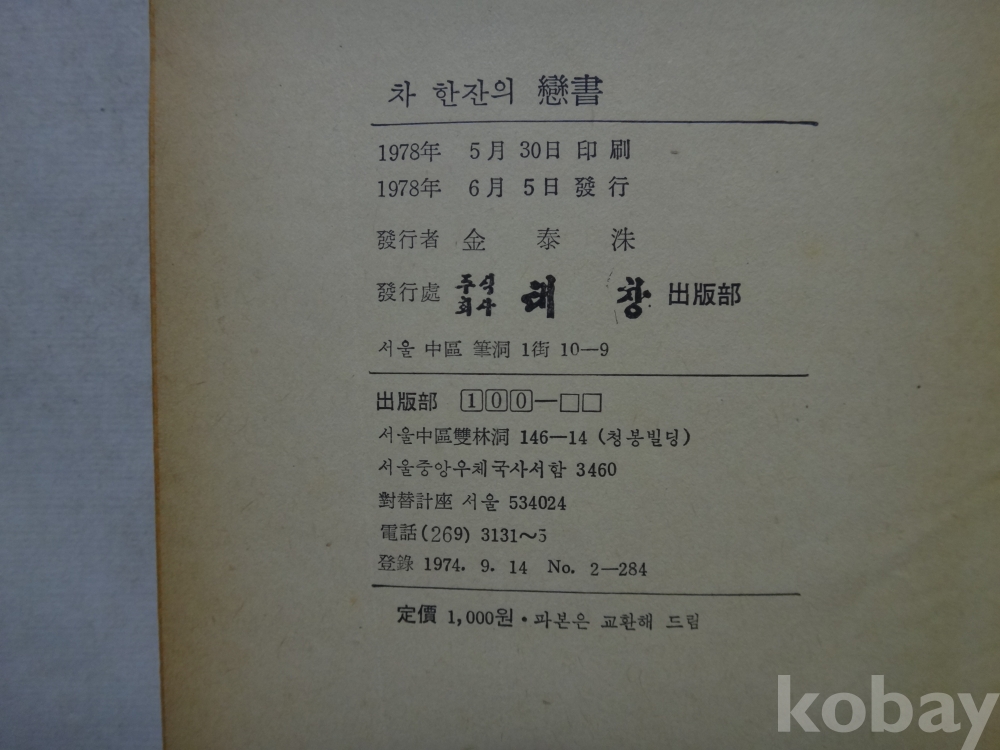 차 한잔의 戀書
1978年 5月 30日 印刷
1978年 6月 5日 發行
發行者 金泰洙
發行處 주식회사 태창 出版部
서울 中區 筆洞 1街 10—9
出版部 100—□□
서울中區雙林洞 146—14 (청봉빌딩)
서울중앙우체국사서함 3460
對替計座 서울 534024
電話(269) 3131~5
登錄 1974. 9. 14 No. 2—284
定價 1,000원·파본은 교환해 드림
kobay